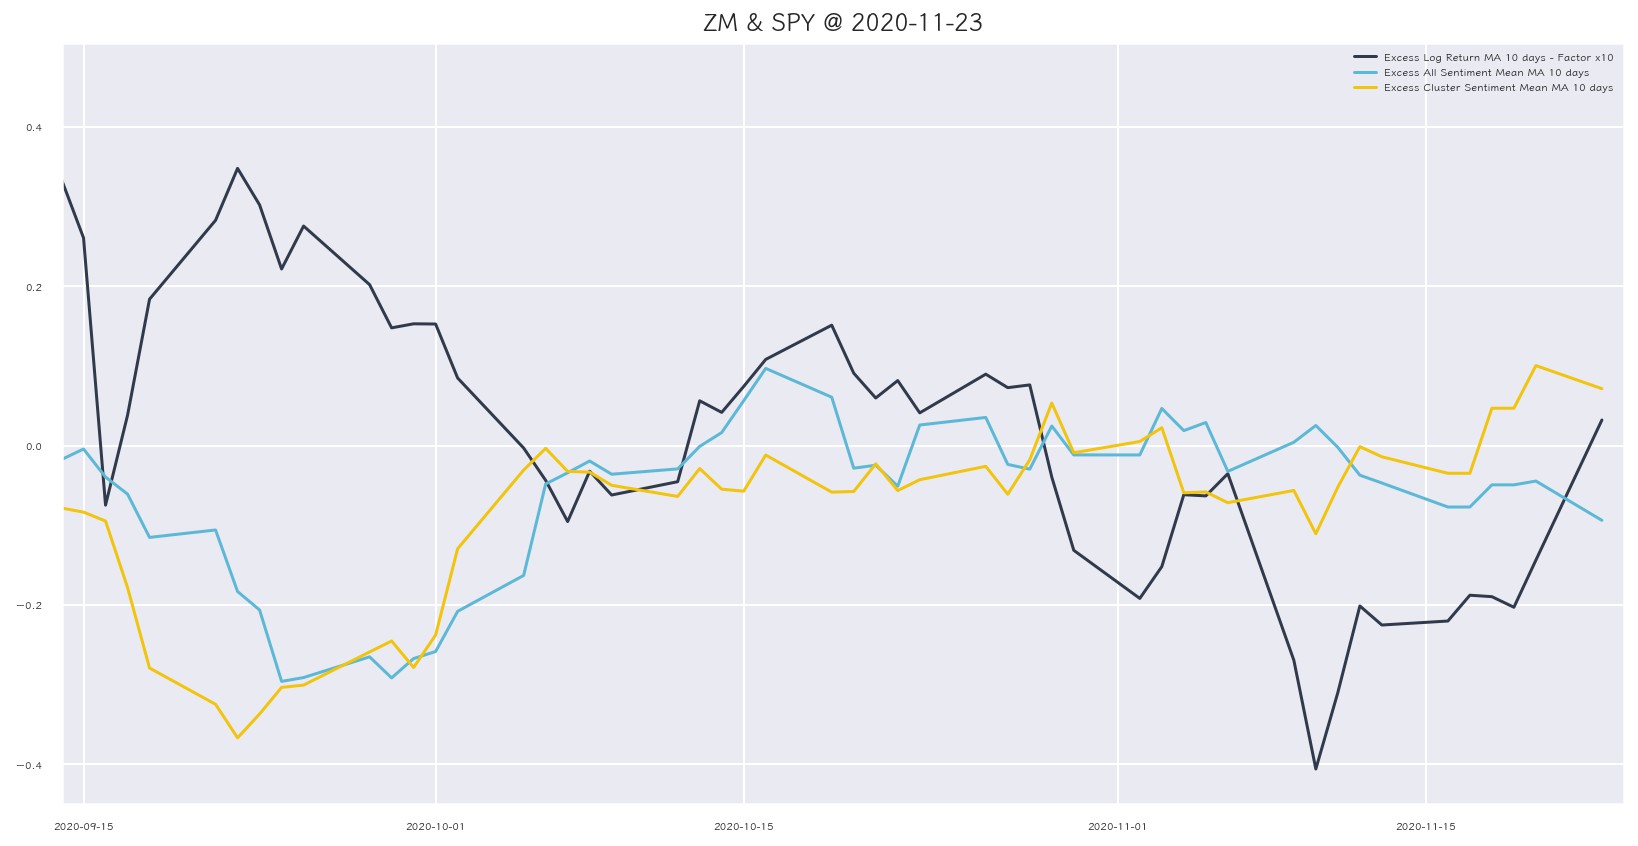 ZM & SPY @ 2020-11-23
Excess Log Return MA 10 days - Factor x10
Excess All Sentiment Mean MA 10 days
Excess Cluster Sentiment Mean MA 10 days
0.4
0.2
0.0
−0.2
−0.4
2020-09-15 2020-10-01 2020-10-15 2020-11-01 2020-11-15